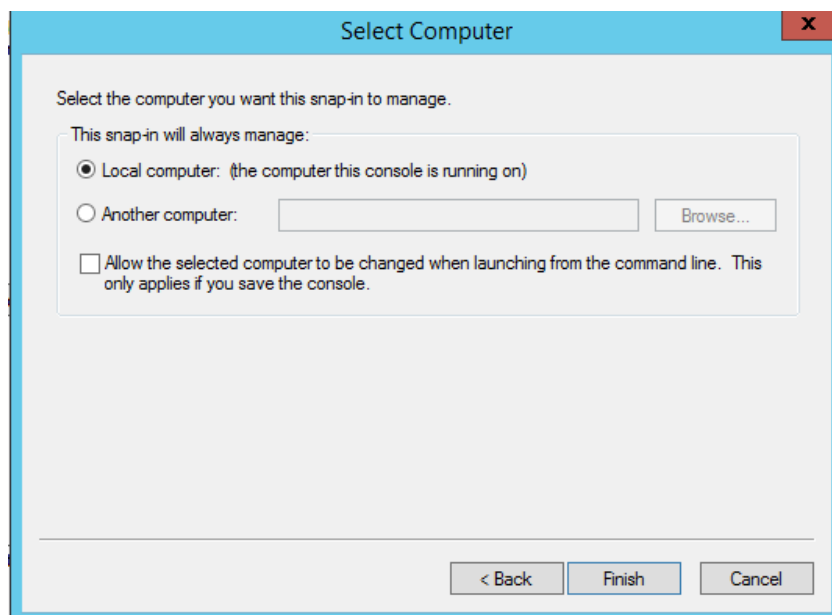 Select Computer
x
Select the computer you want this snap-in to manage.
This snap-in will always manage:
Local computer: (the computer this console is running on)
Another computer:
Browse...
Allow the selected computer to be changed when launching from the command line. This
only applies if you save the console.
< Back
Finish
Cancel